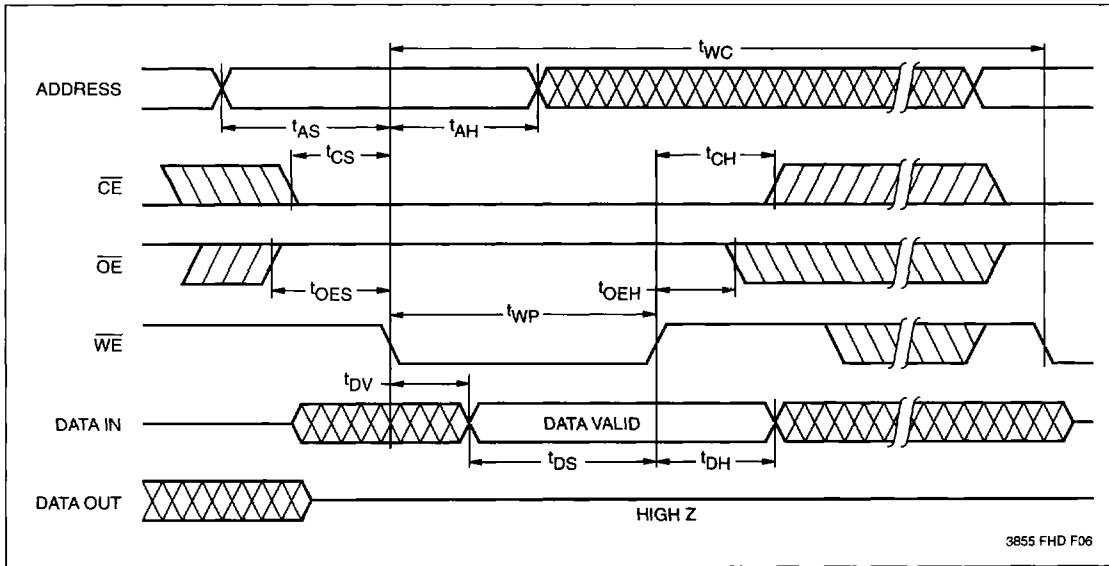 tWC
ADDRESS
tAS
tAH
tCS
tCH
CE
OE
tOES
tOEH
tWP
WE
tDV
DATA IN
DATA VALID
tDS
tDH
DATA OUT
HIGH Z
3855 FHD F06